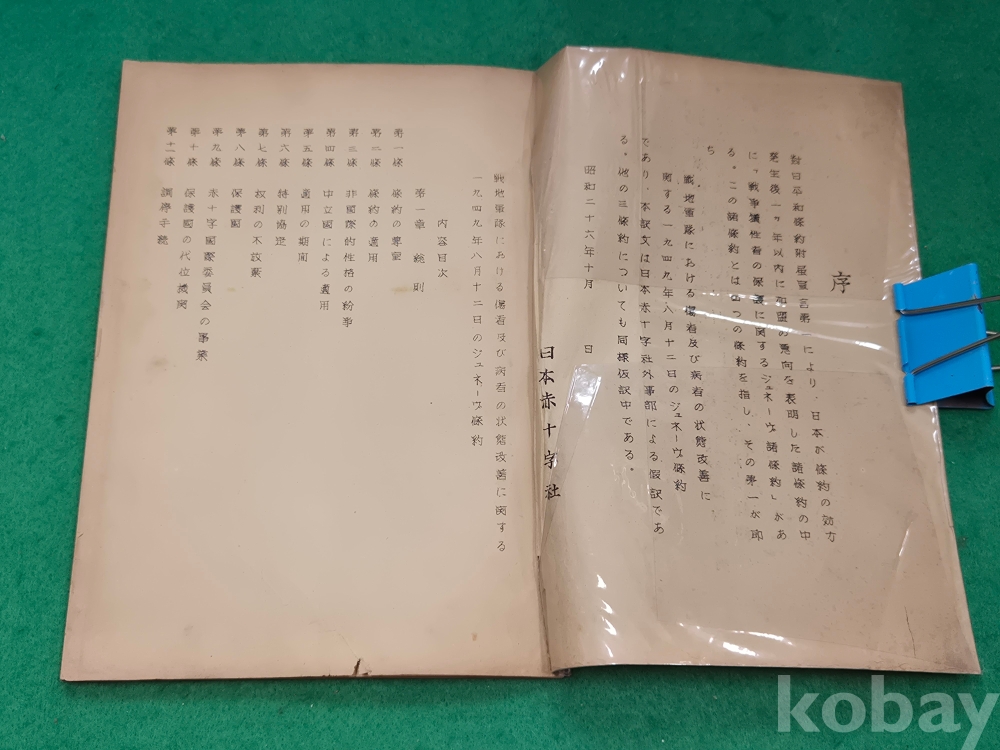 序
対日平和條約附属宣言第一により、日本が條約の効力
発生後一ヶ年以内に加盟の意向を表明した諸條約の中
に「戦争犠牲者の保護に関するジュネーヴ諸條約」があ
る。この諸條約とは四つの條約を指し、その第一が即
ち
戦地軍隊における傷者及び病者の状態改善に
関する一九四九年八月十二日のジュネーヴ條約
であり、本訳文は日本赤十字社外事部による仮訳であ
る。他の三條約についても同様仮訳中である。
昭和二十六年十月　日
日本赤十字社
戦地軍隊における傷者及び病者の状態改善に関する
一九四九年八月十二日のジュネーヴ條約
内容目次
第一章　総則
第一條　條約の尊重
第二條　條約の適用
第三條　非国際的性格の紛争
第四條　中立国による適用
第五條　適用の期間
第六條　特別協定
第七條　权利の不放棄
第八條　保護国
第九條　赤十字国際委員会の事業
第十條　保護国の代位機関
第十一條　調停手続
kobay